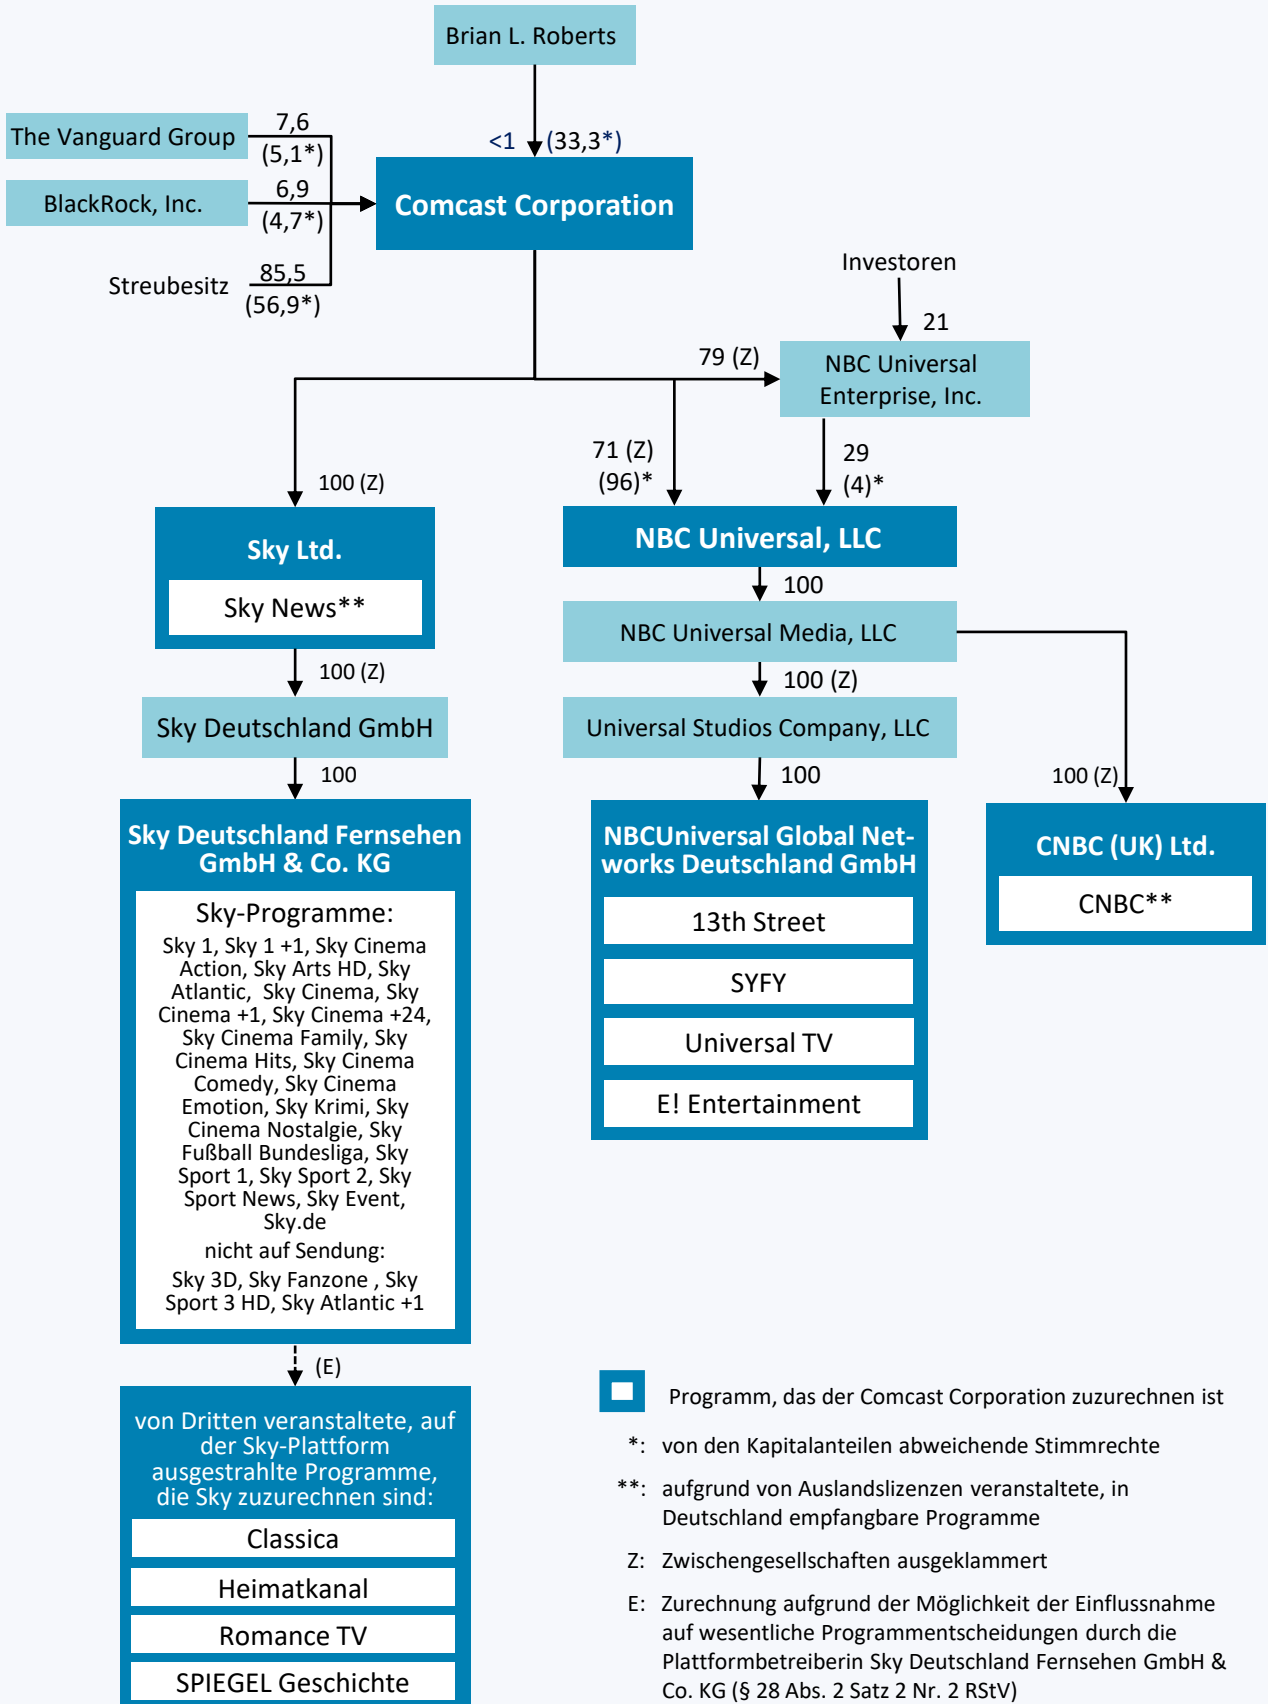 Brian L. Roberts
<1 (33,3*)
The Vanguard Group
7,6
(5,1*)
BlackRock, Inc.
6,9
(4,7*)
Streubesitz
85,5
(56,9*)
Comcast Corporation
Investoren
21
79 (Z)
NBC Universal
Enterprise, Inc.
71 (Z)
(96)*
29
(4)*
100 (Z)
Sky Ltd.
Sky News**
100 (Z)
Sky Deutschland GmbH
100
Sky Deutschland Fernsehen
GmbH & Co. KG
Sky-Programme:
Sky 1, Sky 1 +1, Sky Cinema
Action, Sky Arts HD, Sky
Atlantic, Sky Cinema, Sky
Cinema +1, Sky Cinema +24,
Sky Cinema Family, Sky
Cinema Hits, Sky Cinema
Comedy, Sky Cinema
Emotion, Sky Krimi, Sky
Cinema Nostalgie, Sky
Fußball Bundesliga, Sky
Sport 1, Sky Sport 2, Sky
Sport News, Sky Event,
Sky.de
nicht auf Sendung:
Sky 3D, Sky Fanzone , Sky
Sport 3 HD, Sky Atlantic +1
(E)
von Dritten veranstaltete, auf
der Sky-Plattform
ausgestrahlte Programme,
die Sky zuzurechnen sind:
Classica
Heimatkanal
Romance TV
SPIEGEL Geschichte
NBC Universal, LLC
100
NBC Universal Media, LLC
100 (Z)
Universal Studios Company, LLC
100
NBCUniversal Global Net-
works Deutschland GmbH
13th Street
SYFY
Universal TV
E! Entertainment
100 (Z)
CNBC (UK) Ltd.
CNBC**
Programm, das der Comcast Corporation zuzurechnen ist
*: von den Kapitalanteilen abweichende Stimmrechte
**: aufgrund von Auslandslizenzen veranstaltete, in
Deutschland empfangbare Programme
Z: Zwischengesellschaften ausgeklammert
E: Zurechnung aufgrund der Möglichkeit der Einflussnahme
auf wesentliche Programmentscheidungen durch die
Plattformbetreiberin Sky Deutschland Fernsehen GmbH &
Co. KG (§ 28 Abs. 2 Satz 2 Nr. 2 RStV)